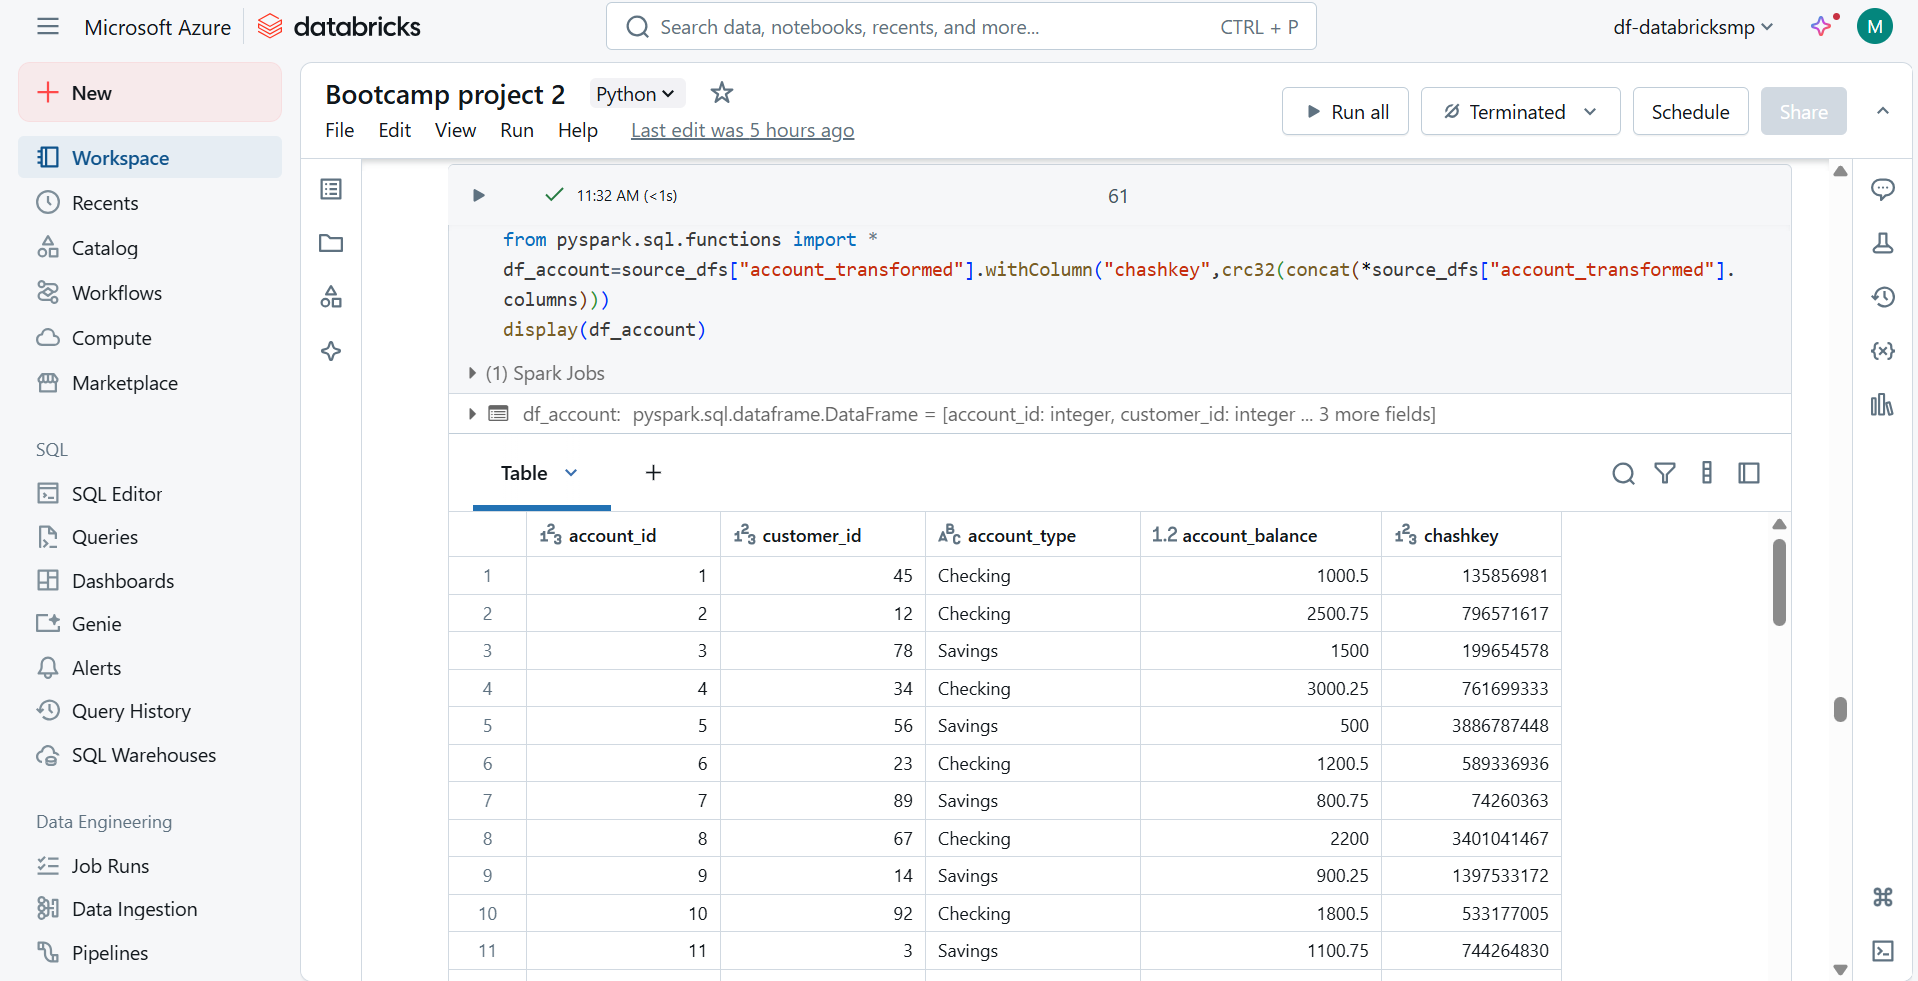 Microsoft Azure databricks
Search data, notebooks, recents, and more... CTRL + P
df-databricksmp
M
New
Workspace
Recents
Catalog
Workflows
Compute
Marketplace
SQL
SQL Editor
Queries
Dashboards
Genie
Alerts
Query History
SQL Warehouses
Data Engineering
Job Runs
Data Ingestion
Pipelines
Bootcamp project 2 Python
File Edit View Run Help Last edit was 5 hours ago
Run all Terminated Schedule Share
11:32 AM (<1s) 61
from pyspark.sql.functions import *
df_account=source_dfs["account_transformed"].withColumn("chashkey",crc32(concat(*source_dfs["account_transformed"].
columns)))
display(df_account)
(1) Spark Jobs
df_account: pyspark.sql.dataframe.DataFrame = [account_id: integer, customer_id: integer ... 3 more fields]
Table +
123 account_id 123 customer_id ABC account_type 1.2 account_balance 123 chashkey
1 1 45 Checking 1000.5 135856981
2 2 12 Checking 2500.75 796571617
3 3 78 Savings 1500 199654578
4 4 34 Checking 3000.25 761699333
5 5 56 Savings 500 3886787448
6 6 23 Checking 1200.5 589336936
7 7 89 Savings 800.75 74260363
8 8 67 Checking 2200 3401041467
9 9 14 Savings 900.25 1397533172
10 10 92 Checking 1800.5 533177005
11 11 3 Savings 1100.75 744264830